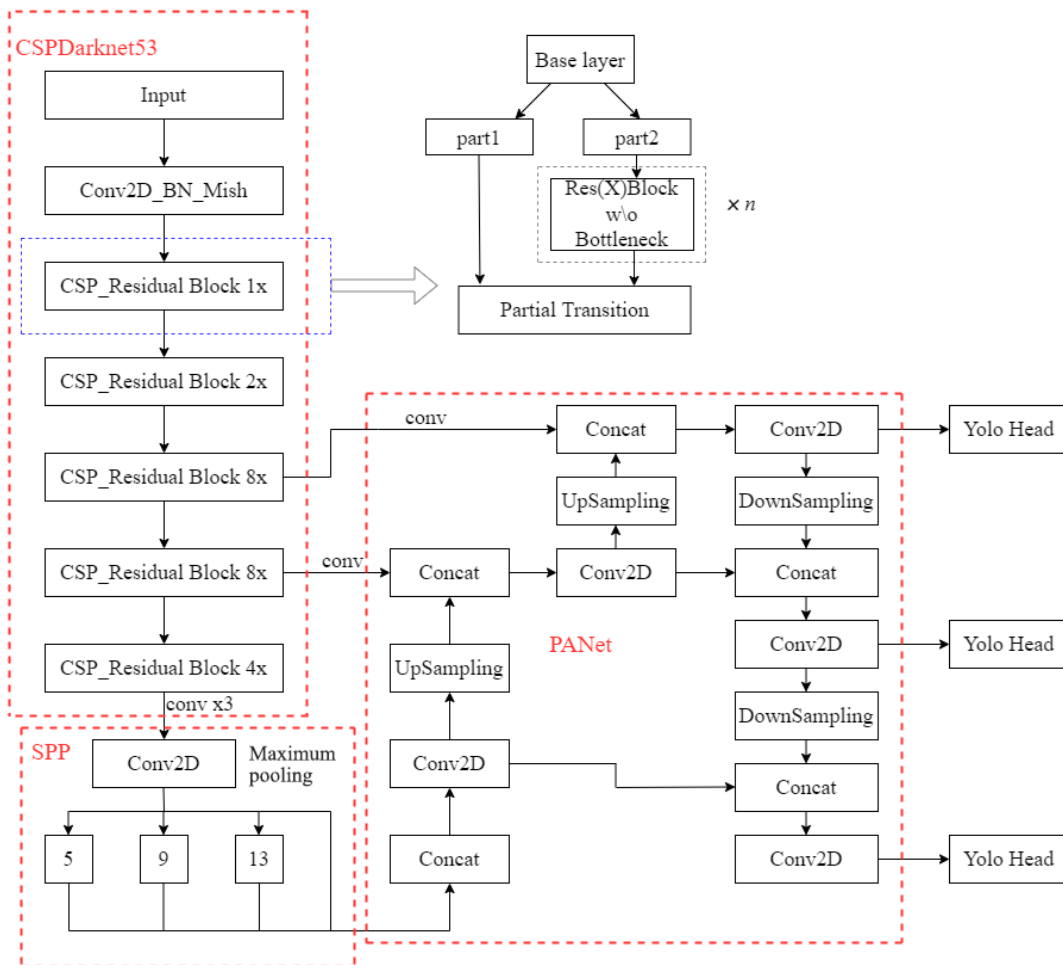 CSPDarknet53
Input
Conv2D_BN_Mish
CSP_Residual Block 1x
CSP_Residual Block 2x
CSP_Residual Block 8x
CSP_Residual Block 8x
CSP_Residual Block 4x
conv x3
Base layer
part1
part2
Res(X)Block
w\o
Bottleneck
× n
Partial Transition
SPP
Conv2D
Maximum
pooling
5
9
13
conv
conv
PANet
Concat
Conv2D
Yolo Head
UpSampling
DownSampling
Concat
Conv2D
Concat
UpSampling
Conv2D
Yolo Head
DownSampling
Conv2D
Concat
Concat
Conv2D
Yolo Head